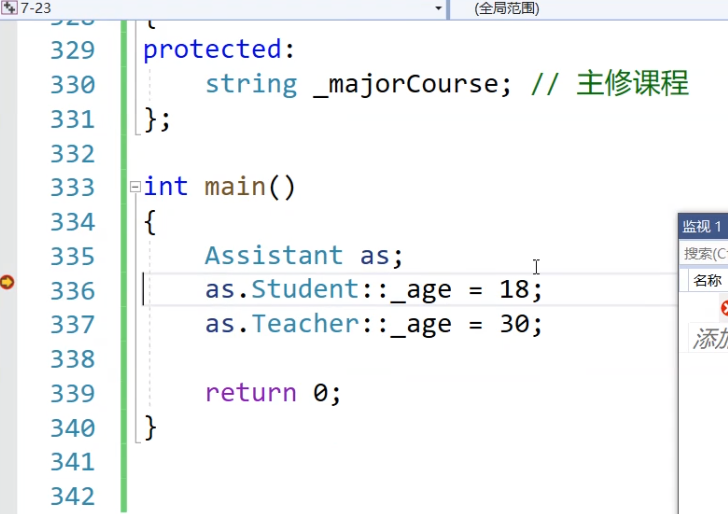 7-23 (全局范围)
328 {
329 protected:
330 string _majorCourse; // 主修课程
331 };
332
333 int main()
334 {
335 Assistant as;
336 as.Student::_age = 18;
337 as.Teacher::_age = 30;
338
339 return 0;
340 }
341
342
监视 1
搜索(C
名称
添加